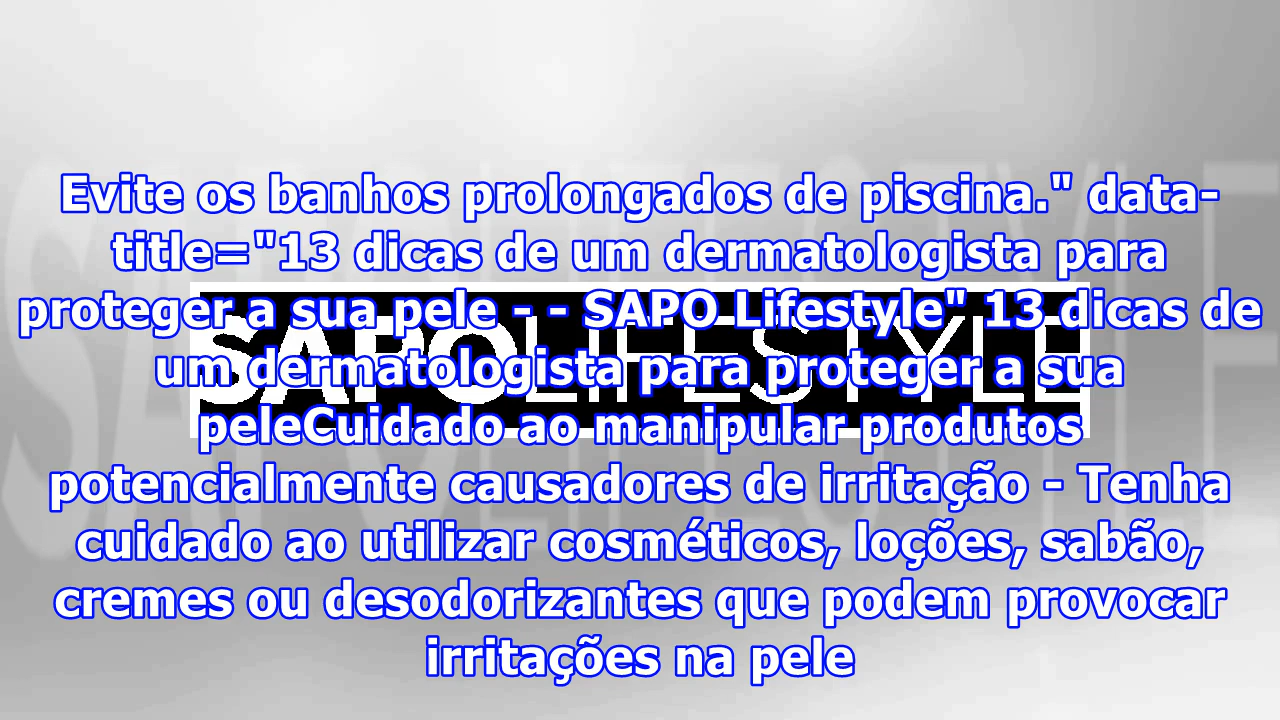 Evite os banhos prolongados de piscina." data-
title="13 dicas de um dermatologista para
proteger a sua pele - - SAPO Lifestyle" 13 dicas de
um dermatologista para proteger a sua
peleCuidado ao manipular produtos
potencialmente causadores de irritação - Tenha
cuidado ao utilizar cosméticos, loções, sabão,
cremes ou desodorizantes que podem provocar
irritações na pele
SAPOLIFESTYLE
SAPOLIFESTYLE